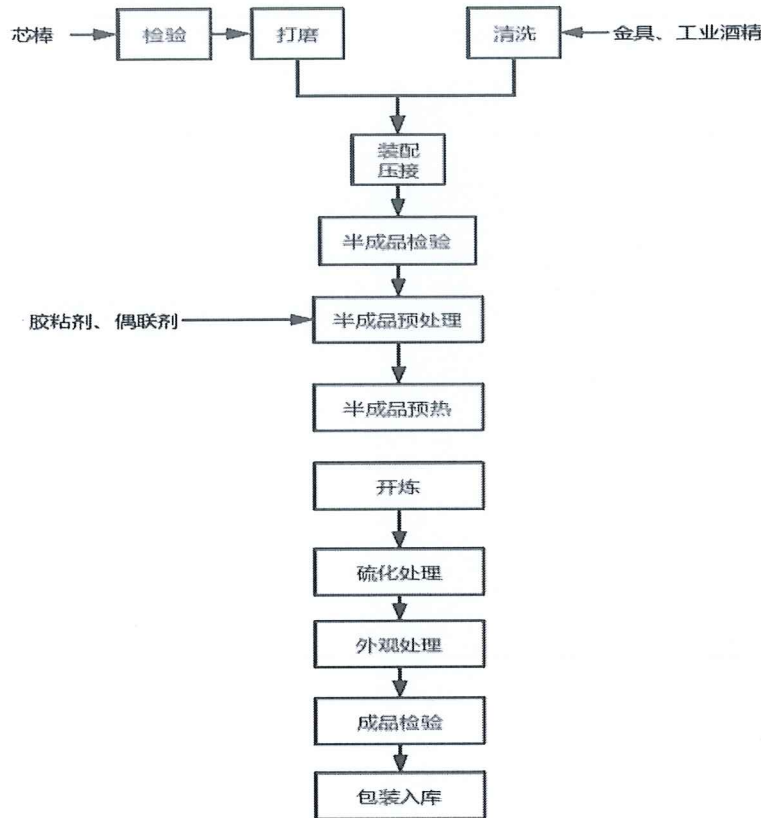 芯棒
检验
打磨
清洗
金具、工业酒精
装配
压接
半成品检验
胶粘剂、偶联剂
半成品预处理
半成品预热
开炼
硫化处理
外观处理
成品检验
包装入库